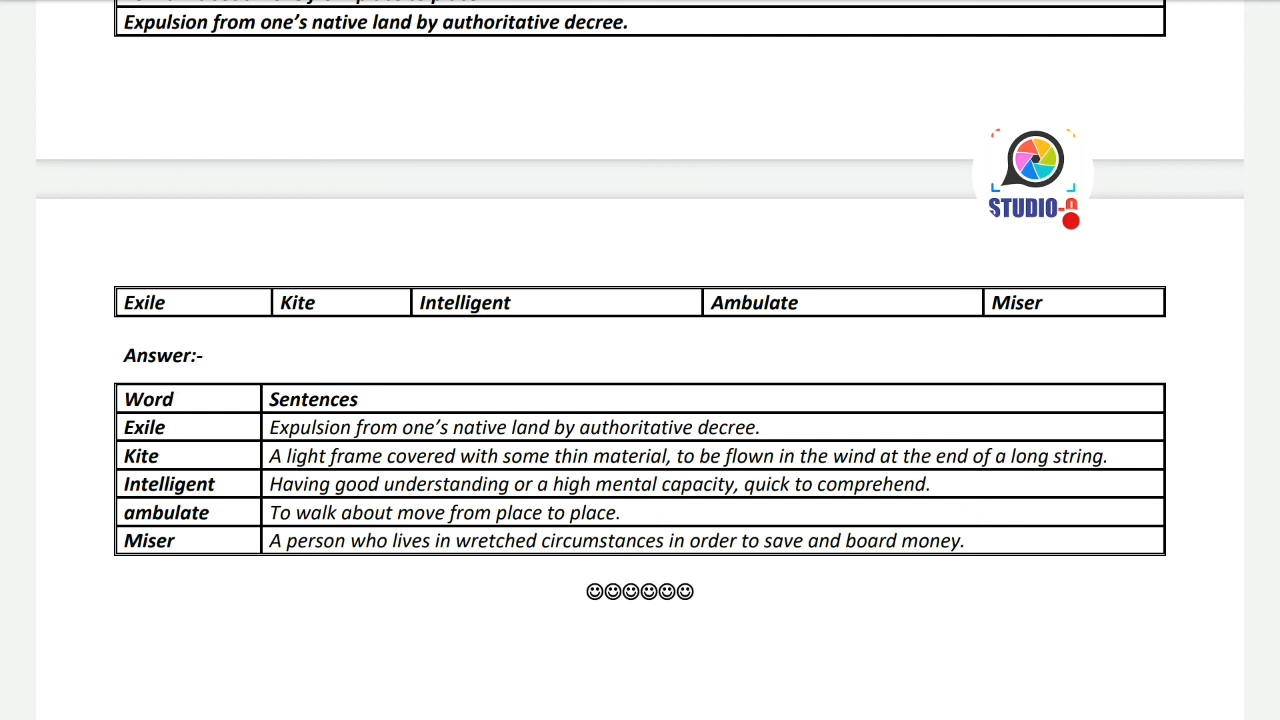 Expulsion from one's native land by authoritative decree.
STUDIO-
Exile Kite Intelligent Ambulate Miser
Answer:-
Word Sentences
Exile Expulsion from one's native land by authoritative decree.
Kite A light frame covered with some thin material, to be flown in the wind at the end of a long string.
Intelligent Having good understanding or a high mental capacity, quick to comprehend.
ambulate To walk about move from place to place.
Miser A person who lives in wretched circumstances in order to save and board money.
☺☺☺☺☺☺